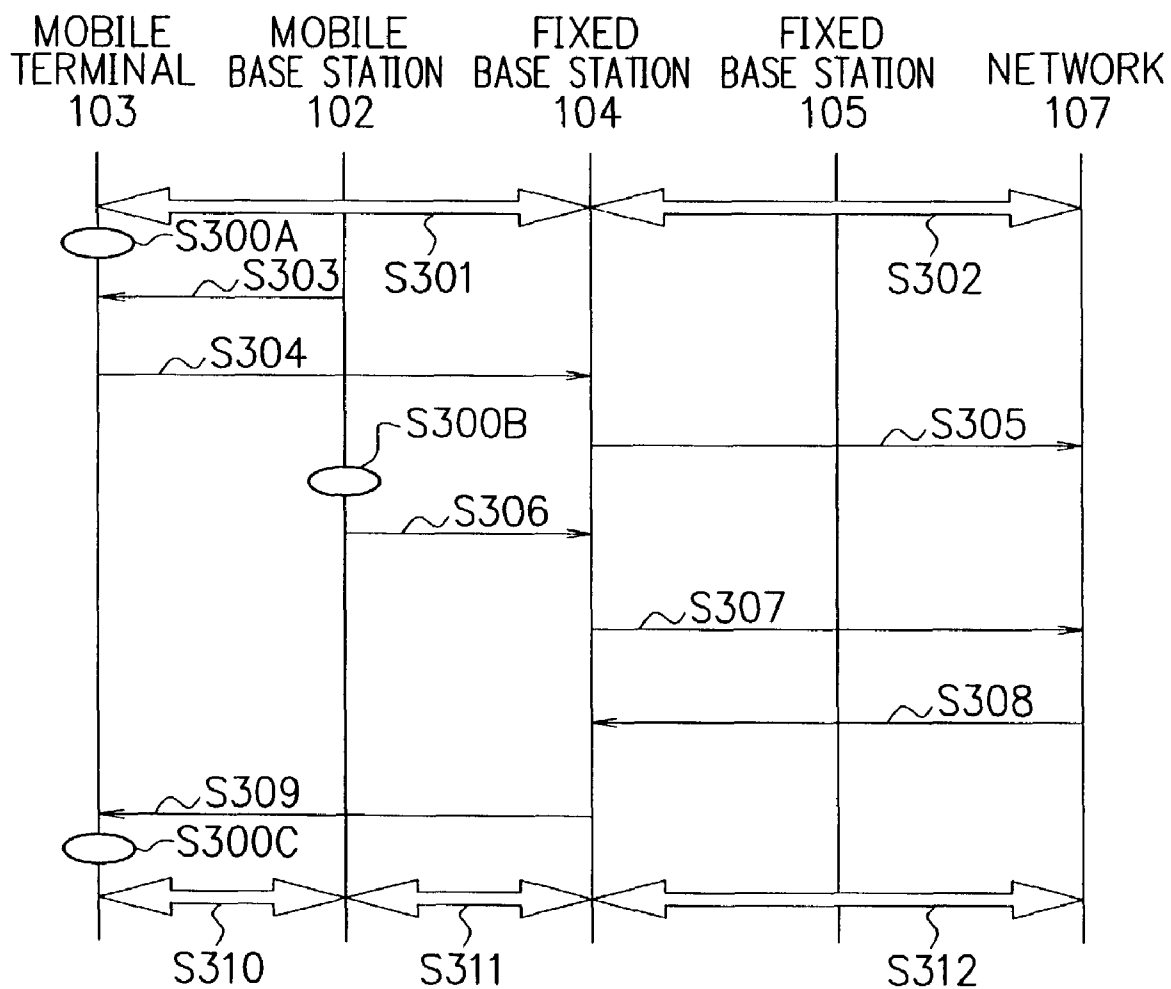 MOBILE TERMINAL 103
MOBILE BASE STATION 102
FIXED BASE STATION 104
FIXED BASE STATION 105
NETWORK 107
S300A
S301
S302
S303
S304
S300B
S305
S306
S307
S308
S309
S300C
S310
S311
S312